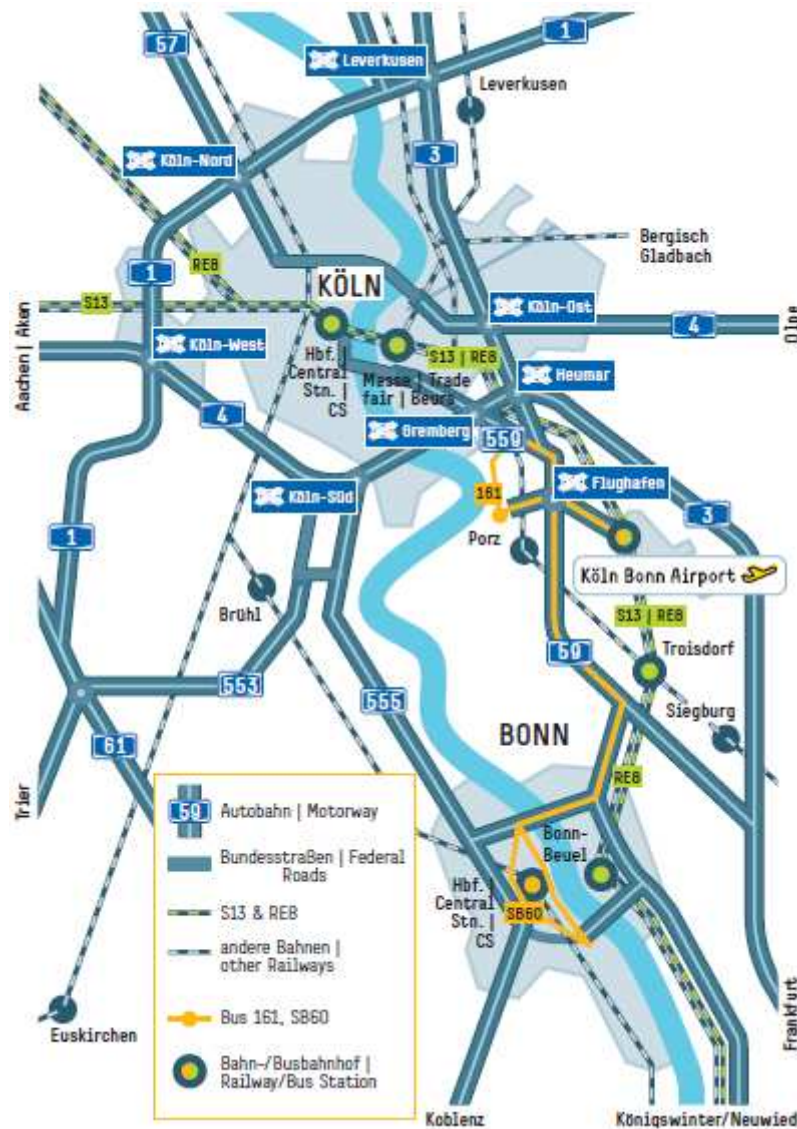 57
1
Leverkusen
Leverkusen
3
Köln-Nord
Bergisch
Gladbach
1
RE8
KÖLN
S13
Köln-Ost
4
Olpe
Aachen | Aken
Köln-West
Hbf. |
Central
Stn. |
CS
Messe | Trade
fair | Beurs
S13 | RE8
Heumar
4
Gremberg
559
Köln-Süd
161
Flughafen
3
1
Porz
Köln Bonn Airport
Brühl
S13 | RE8
59
Troisdorf
553
555
Siegburg
61
BONN
Trier
RE8
Bonn-
Beuel
Hbf. |
Central
Stn. |
CS
SB60
59
Autobahn | Motorway
Bundesstraßen | Federal
Roads
S13 & RE8
andere Bahnen |
other Railways
Bus 161, SB60
Bahn-/Busbahnhof |
Railway/Bus Station
Euskirchen
Frankfurt
Koblenz
Königswinter/Neuwied